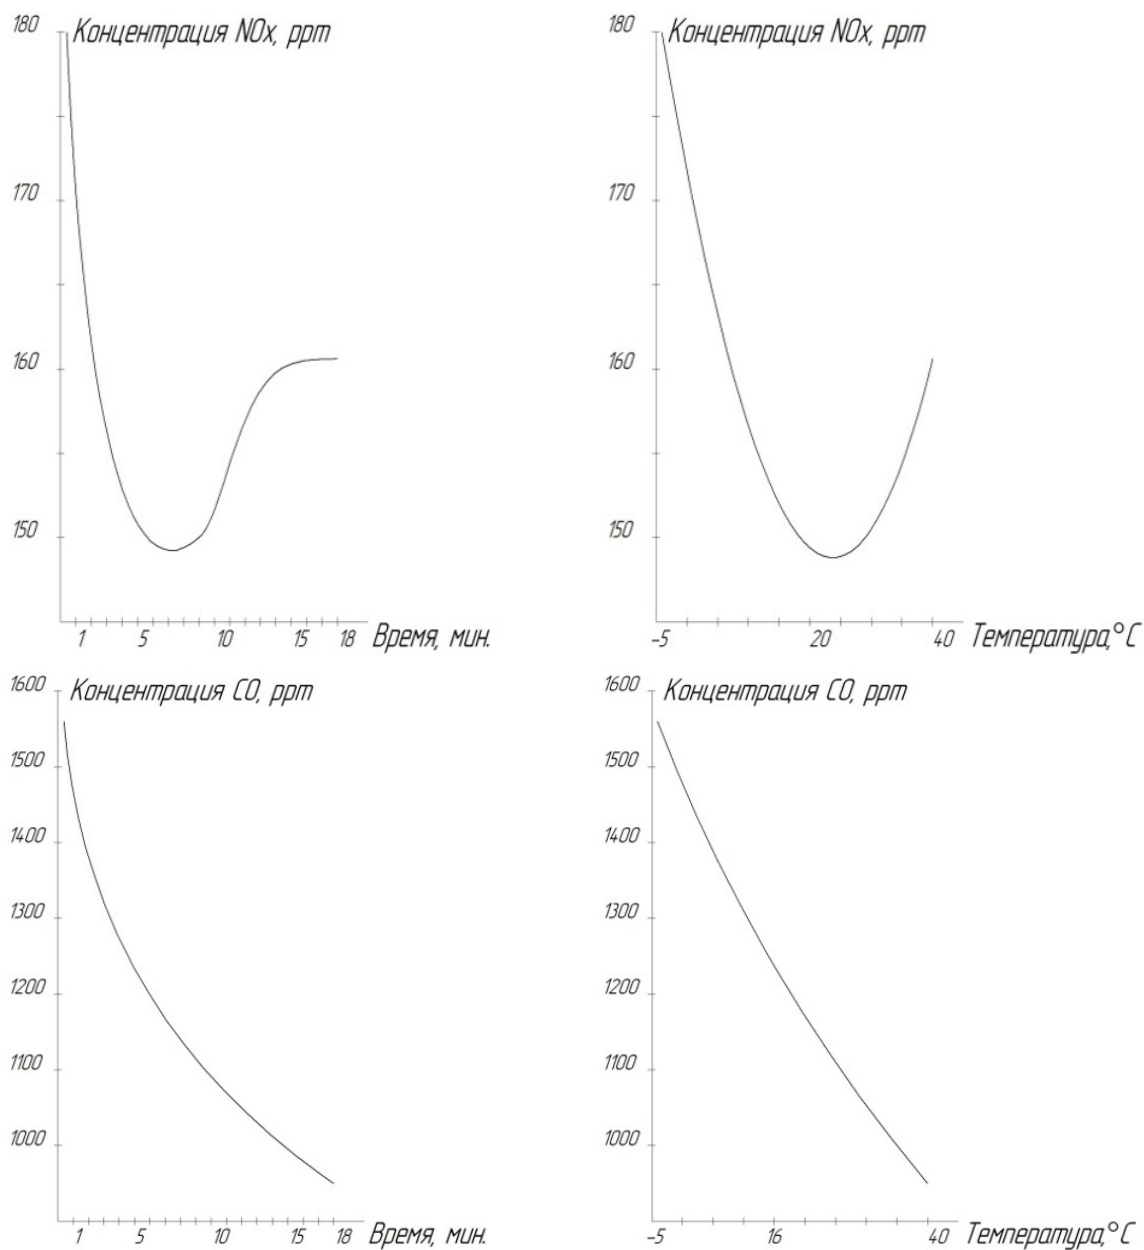 Концентрация NOx, ppm
180
170
160
150
1 5 10 15 18 Время, мин.
Концентрация NOx, ppm
180
170
160
150
-5 20 40 Температура,°C
Концентрация CO, ppm
1600
1500
1400
1300
1200
1100
1000
1 5 10 15 18 Время, мин.
Концентрация CO, ppm
1600
1500
1400
1300
1200
1100
1000
-5 16 40 Температура,°C